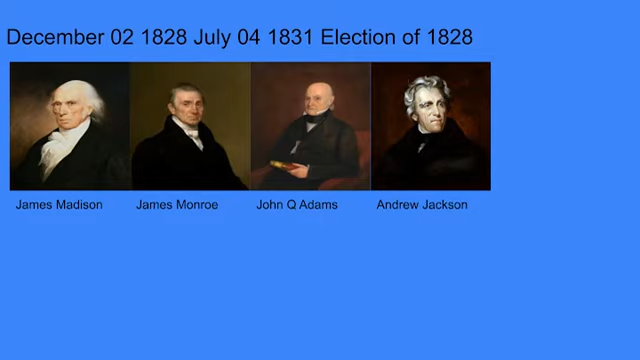 December 02 1828 July 04 1831 Election of 1828
James Madison James Monroe John Q Adams Andrew Jackson